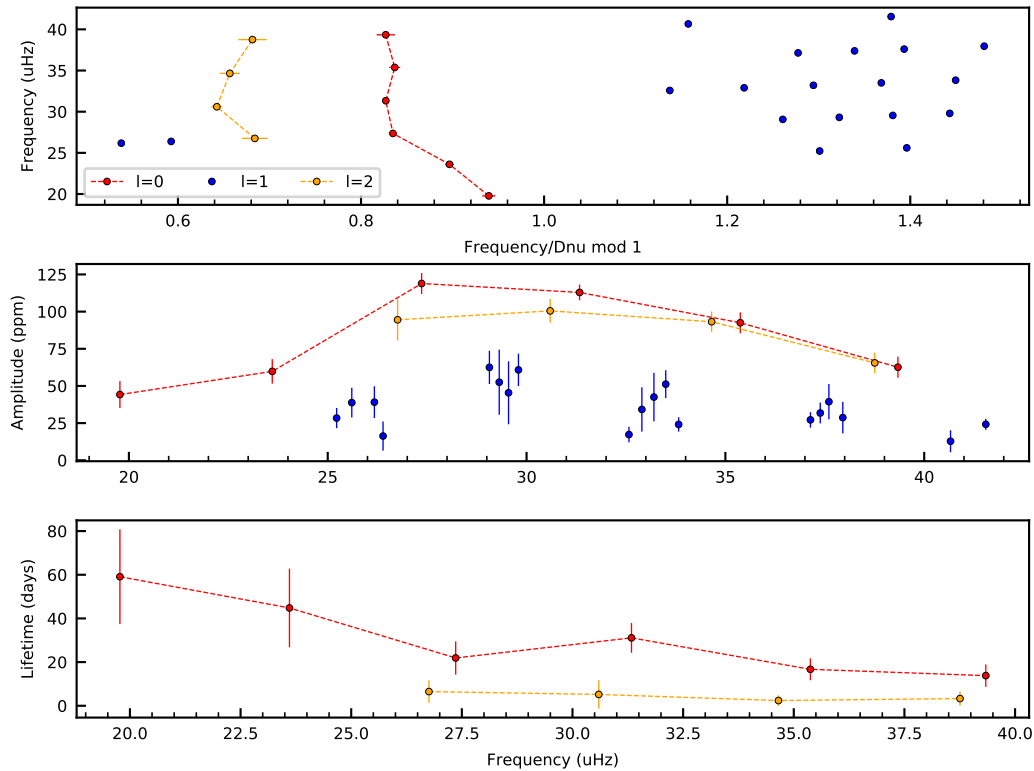 40
35
30
25
20
Frequency (uHz)
l=0 l=1 l=2
0.6 0.8 1.0 1.2 1.4
Frequency/Dnu mod 1
125
100
75
50
25
0
Amplitude (ppm)
20 25 30 35 40
80
60
40
20
0
Lifetime (days)
20.0 22.5 25.0 27.5 30.0 32.5 35.0 37.5 40.0
Frequency (uHz)